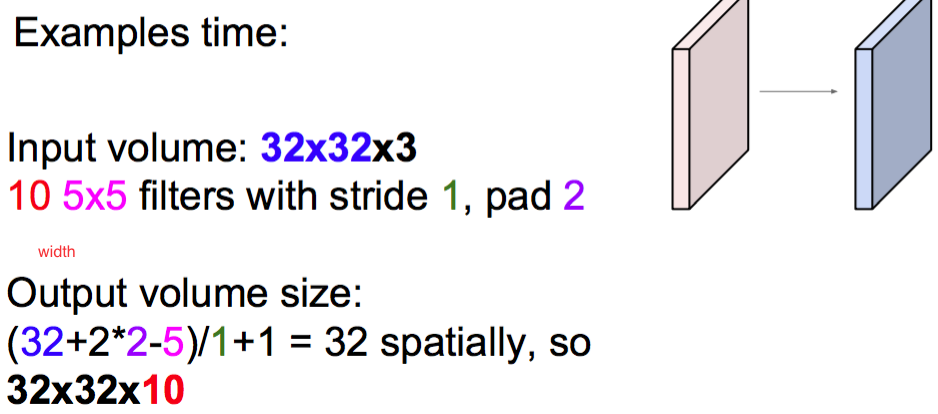 Examples time:
Input volume: 32x32x3
10 5x5 filters with stride 1, pad 2
width
Output volume size:
(32+2*2-5)/1+1 = 32 spatially, so
32x32x10